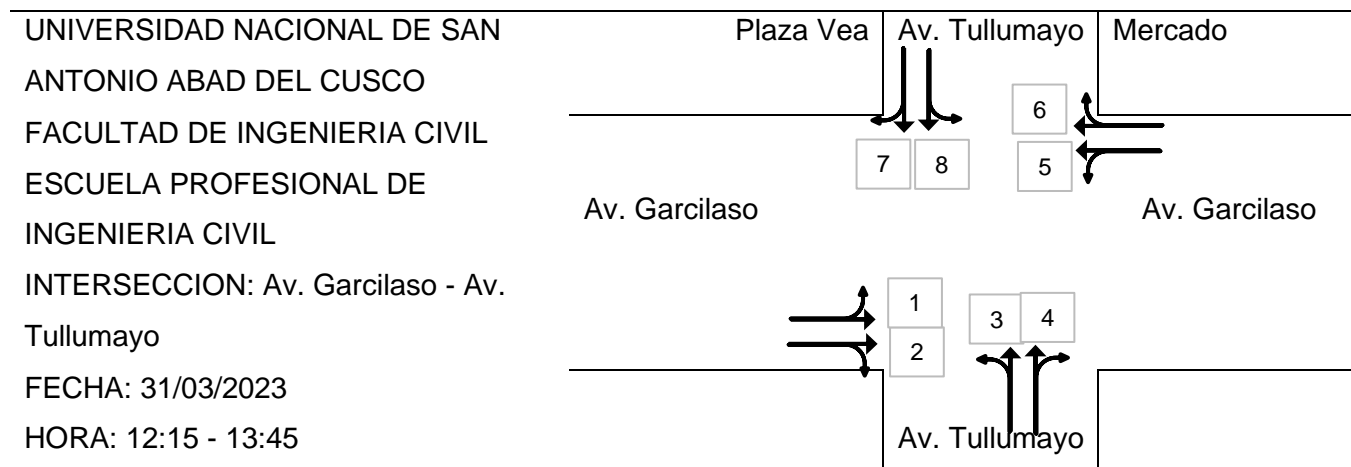 UNIVERSIDAD NACIONAL DE SAN
ANTONIO ABAD DEL CUSCO
FACULTAD DE INGENIERIA CIVIL
ESCUELA PROFESIONAL DE
INGENIERIA CIVIL
INTERSECCION: Av. Garcilaso - Av.
Tullumayo
FECHA: 31/03/2023
HORA: 12:15 - 13:45
Plaza Vea
Av. Tullumayo
Mercado
6
7
8
5
Av. Garcilaso
Av. Garcilaso
1
3
4
2
Av. Tullumayo